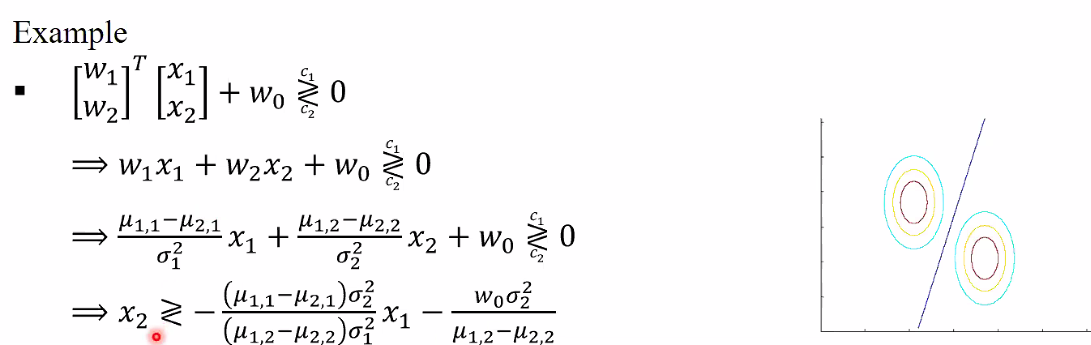 Example
▪ [w₁ w₂]ᵀ [x₁ x₂] + w₀ ≷ 0 c₁ c₂
⟹ w₁x₁ + w₂x₂ + w₀ ≷ 0 c₁ c₂
⟹ (μ₁,₁−μ₂,₁)/σ₁² x₁ + (μ₁,₂−μ₂,₂)/σ₂² x₂ + w₀ ≷ 0 c₁ c₂
⟹ x₂ ≷ − (μ₁,₁−μ₂,₁)σ₂²/(μ₁,₂−μ₂,₂)σ₁² x₁ − w₀σ₂²/(μ₁,₂−μ₂,₂)